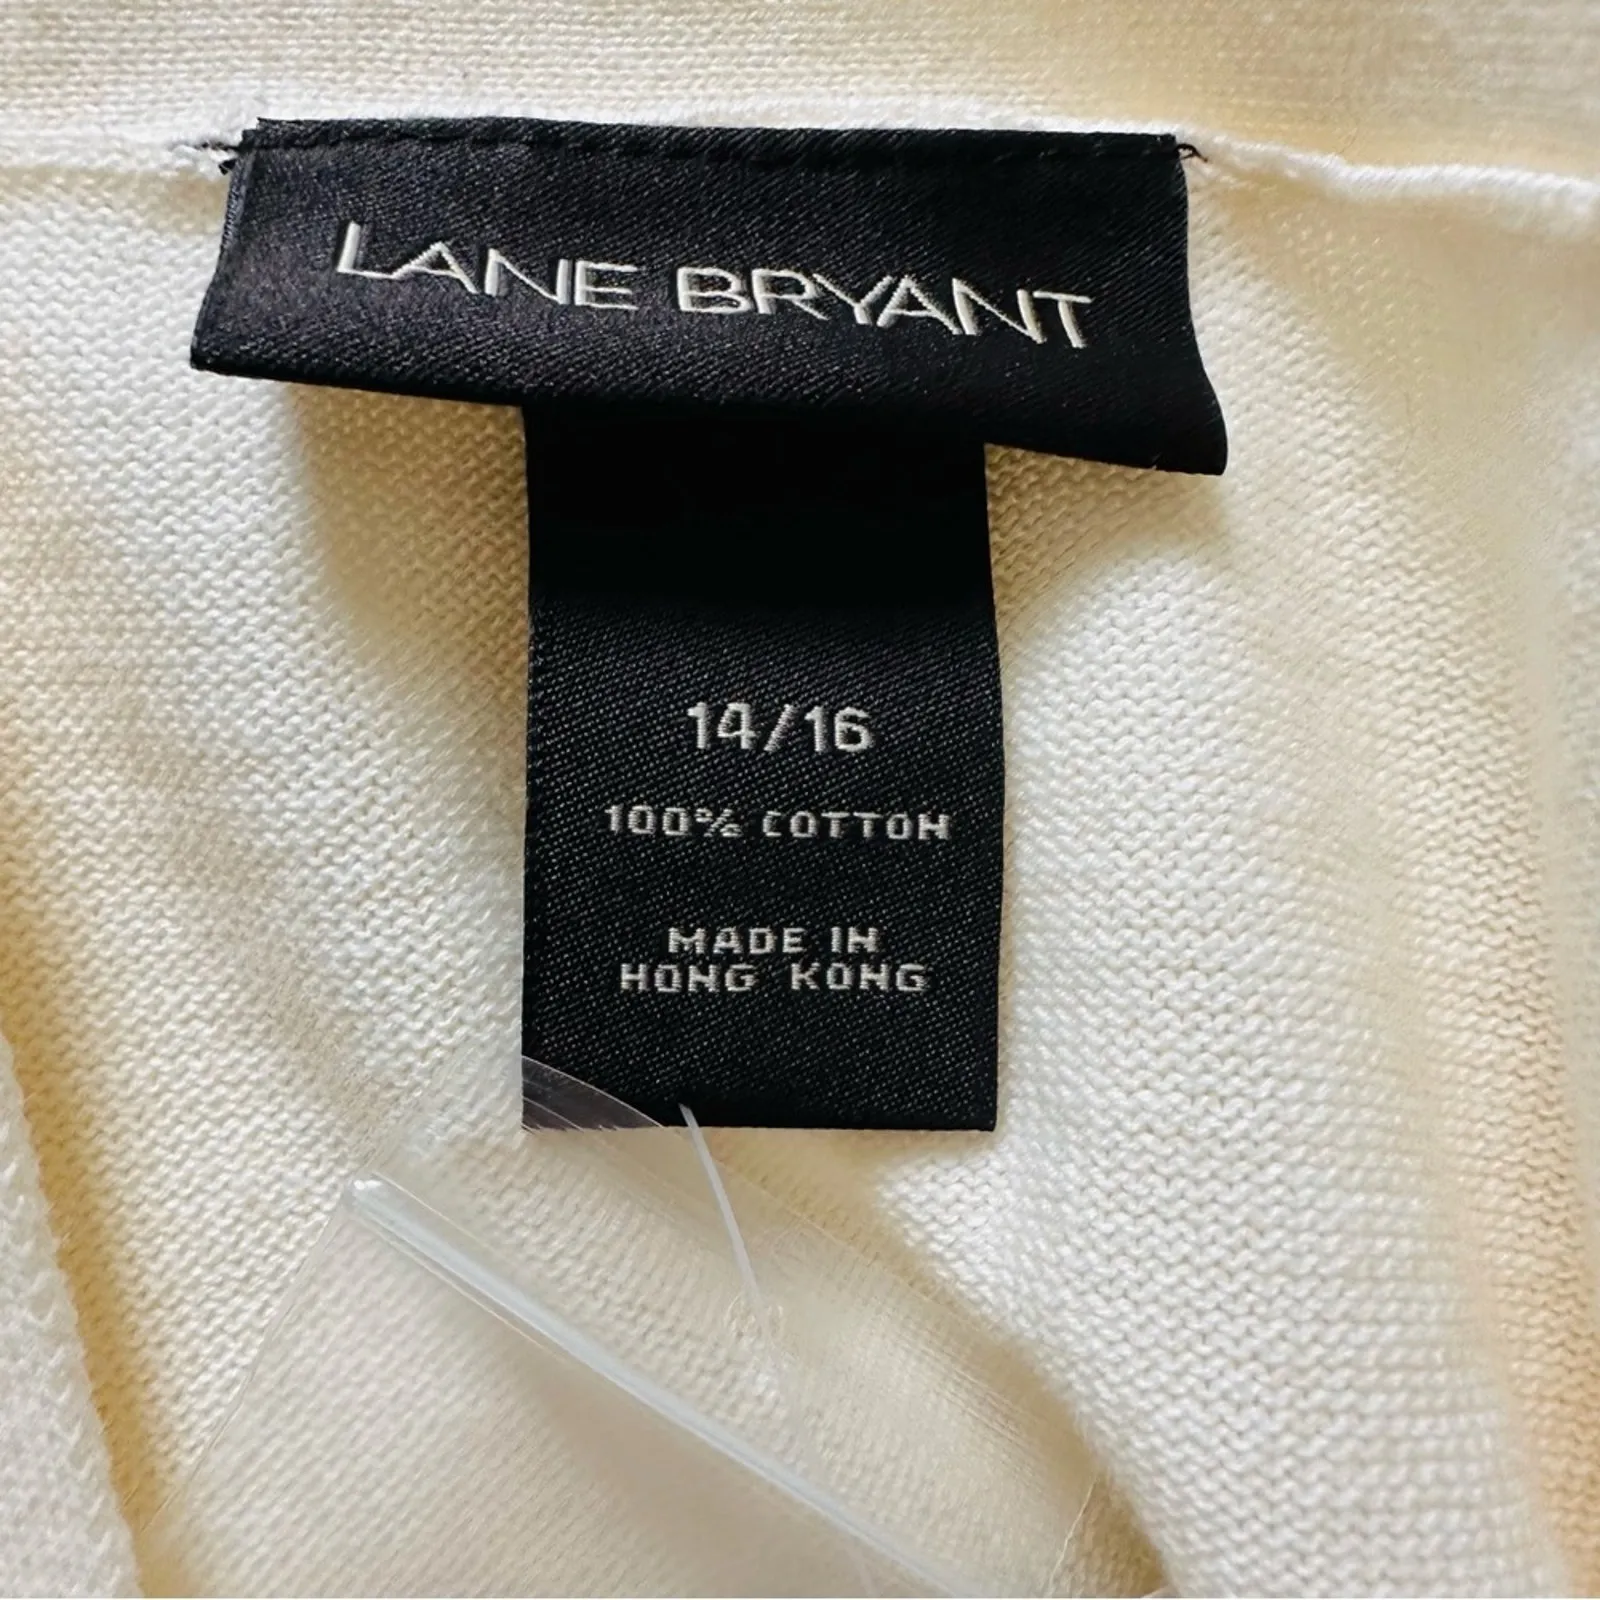 LANE BRYANT
14/16
100% COTTON
MADE IN
HONG KONG